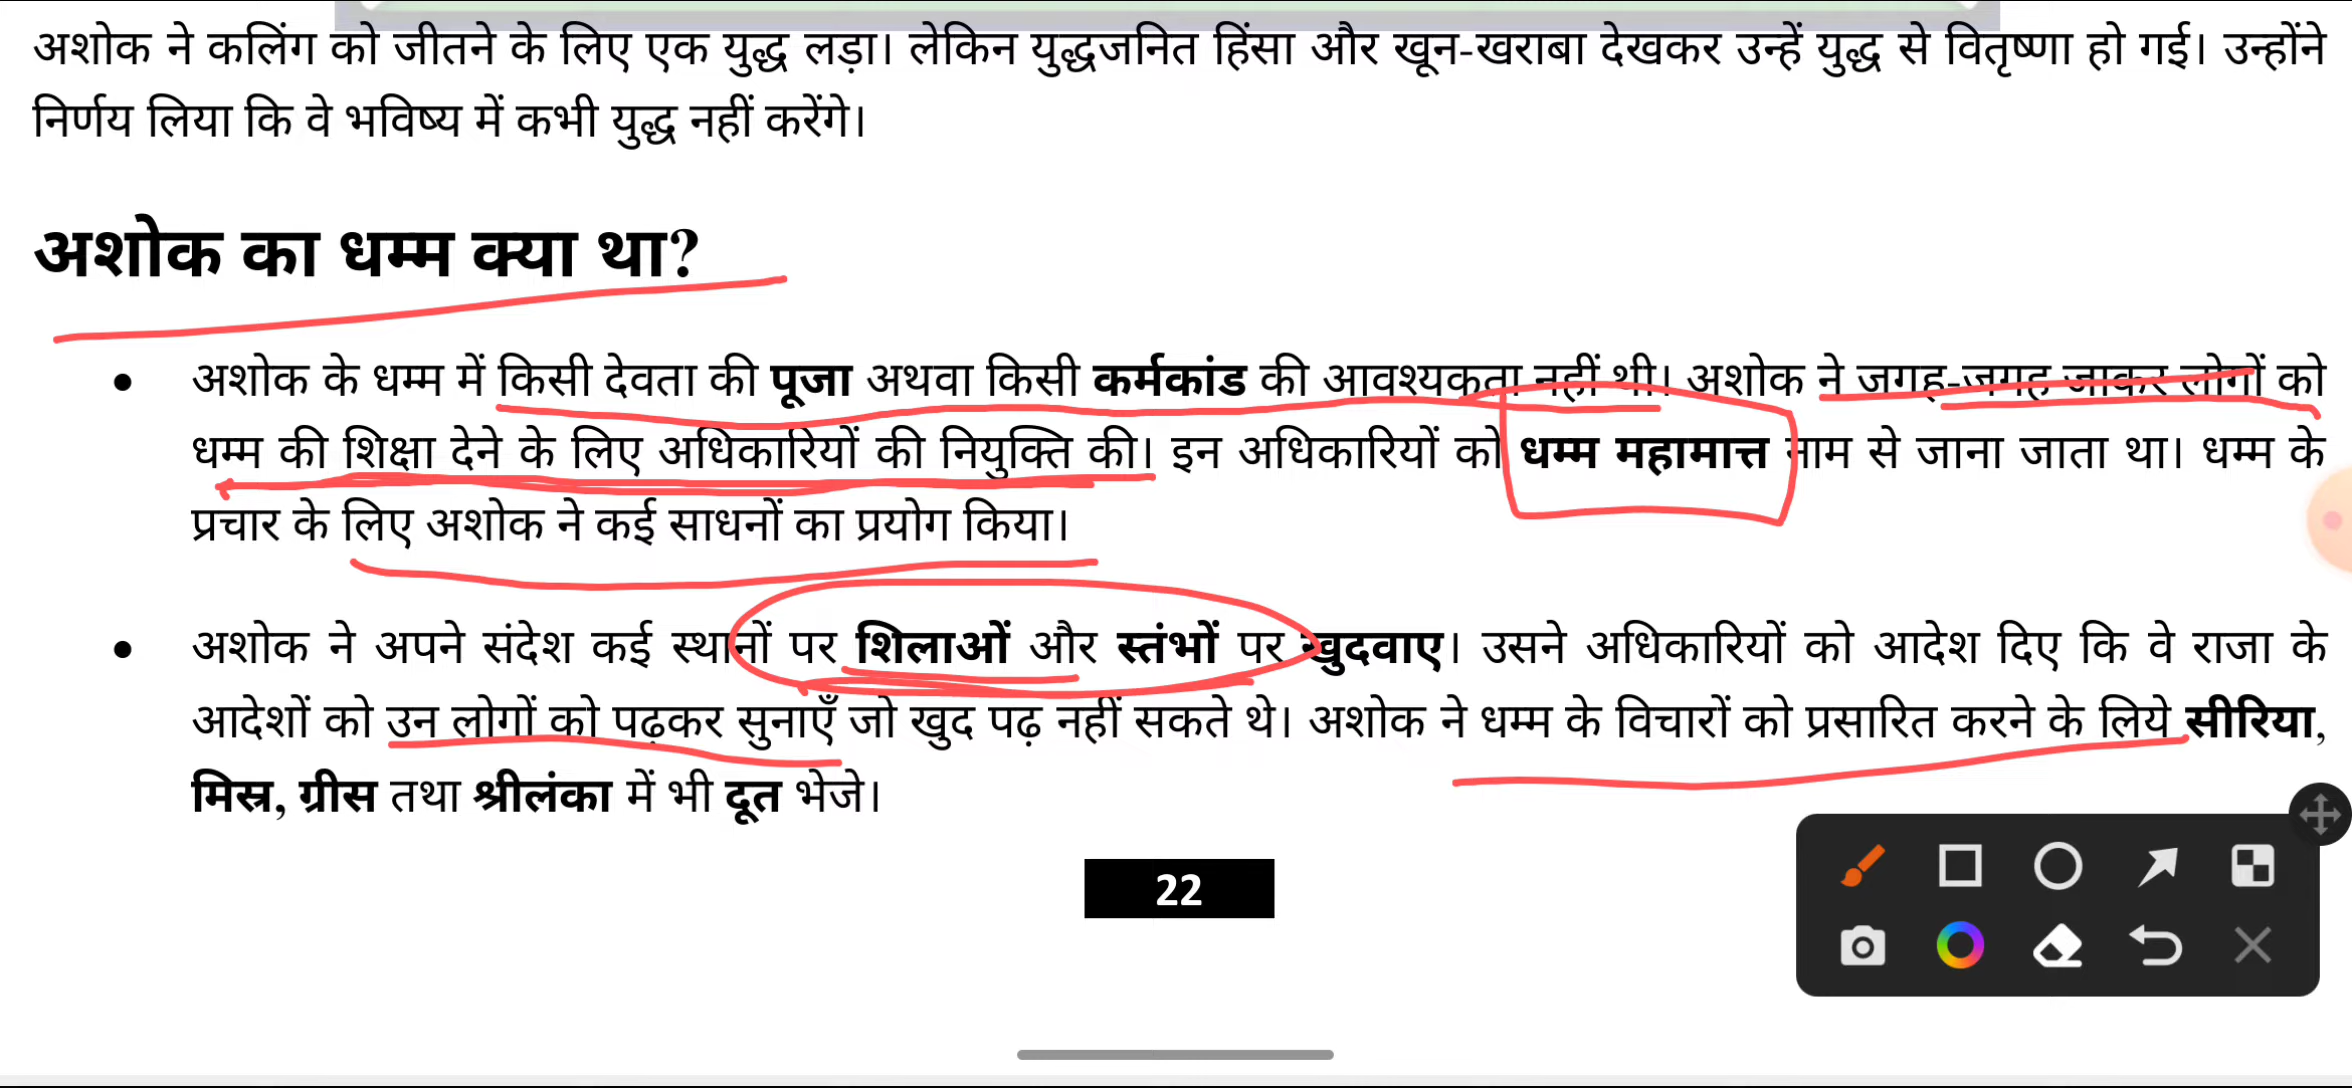 अशोक ने कलिंग को जीतने के लिए एक युद्ध लड़ा। लेकिन युद्धजनित हिंसा और खून-खराबा देखकर उन्हें युद्ध से वितृष्णा हो गई। उन्होंने
निर्णय लिया कि वे भविष्य में कभी युद्ध नहीं करेंगे।
अशोक का धम्म क्या था?
• अशोक के धम्म में किसी देवता की पूजा अथवा किसी कर्मकांड की आवश्यकता नहीं थी। अशोक ने जगह-जगह जाकर लोगों को
धम्म की शिक्षा देने के लिए अधिकारियों की नियुक्ति की। इन अधिकारियों को धम्म महामात्त नाम से जाना जाता था। धम्म के
प्रचार के लिए अशोक ने कई साधनों का प्रयोग किया।
• अशोक ने अपने संदेश कई स्थानों पर शिलाओं और स्तंभों पर खुदवाए। उसने अधिकारियों को आदेश दिए कि वे राजा के
आदेशों को उन लोगों को पढ़कर सुनाएँ जो खुद पढ़ नहीं सकते थे। अशोक ने धम्म के विचारों को प्रसारित करने के लिये सीरिया,
मिस्र, ग्रीस तथा श्रीलंका में भी दूत भेजे।
22